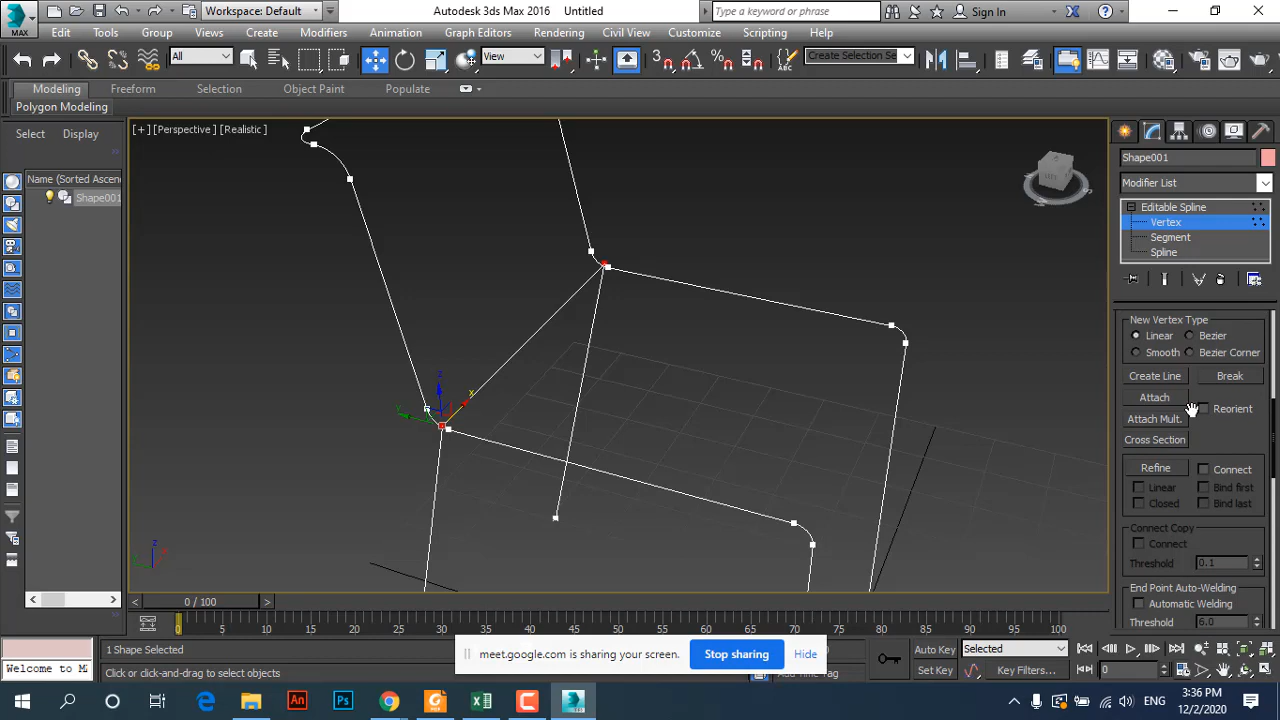 MAX
Workspace: Default
Autodesk 3ds Max 2016 Untitled
Type a keyword or phrase
Sign In
Edit Tools Group Views Create Modifiers Animation Graph Editors Rendering Civil View Customize Scripting Help
All
View
Create Selection Se
Modeling Freeform Selection Object Paint Populate
Polygon Modeling
Select Display
Name (Sorted Ascen
Shape001
[+] [Perspective] [Realistic]
Shape001
Modifier List
Editable Spline
Vertex
Segment
Spline
New Vertex Type
Linear Bezier
Smooth Bezier Corner
Create Line Break
Attach
Reorient
Attach Mult.
Cross Section
Refine Connect
Linear Bind first
Closed Bind last
Connect Copy
Connect
Threshold 0.1
End Point Auto-Welding
Automatic Welding
Threshold 6.0
0 / 100
0 5 10 15 20 25 30 35 40 45 50 55 60 65 70 75 80 85 90 95 100
1 Shape Selected
Click or click-and-drag to select objects
Welcome to M
meet.google.com is sharing your screen. Stop sharing Hide
Add Time Tag
Auto Key Selected
Set Key Key Filters...
0
An Ps
ENG
3:36 PM
12/2/2020